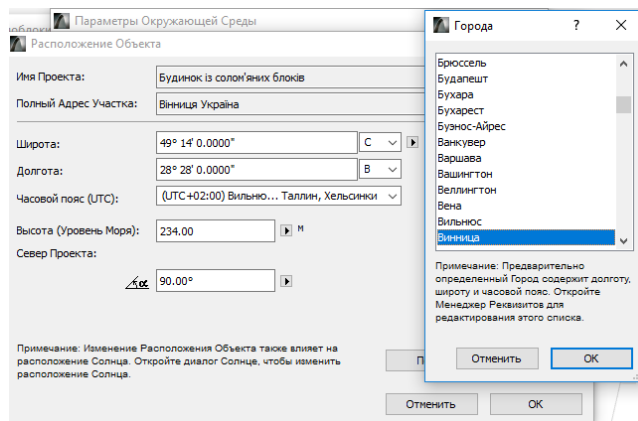 Параметры Окружающей Среды
Расположение Объекта
Имя Проекта: Будинок із солом'яних блоків
Полный Адрес Участка: Вінниця Україна
Широта: 49° 14' 0.0000" С
Долгота: 28° 28' 0.0000" В
Часовой пояс (UTC): (UTC+02:00) Вильню... Таллин, Хельсинки
Высота (Уровень Моря): 234.00 м
Север Проекта:
α 90.00°
Примечание: Изменение Расположения Объекта также влияет на
расположение Солнца. Откройте диалог Солнце, чтобы изменить
расположение Солнца.
Отменить OK
Города ? X
Брюссель
Будапешт
Бухара
Бухарест
Буэнос-Айрес
Ванкувер
Варшава
Вашингтон
Веллингтон
Вена
Вильнюс
Винница
Примечание: Предварительно
определенный Город содержит долготу,
широту и часовой пояс. Откройте
Менеджер Реквизитов для
редактирования этого списка.
Отменить OK